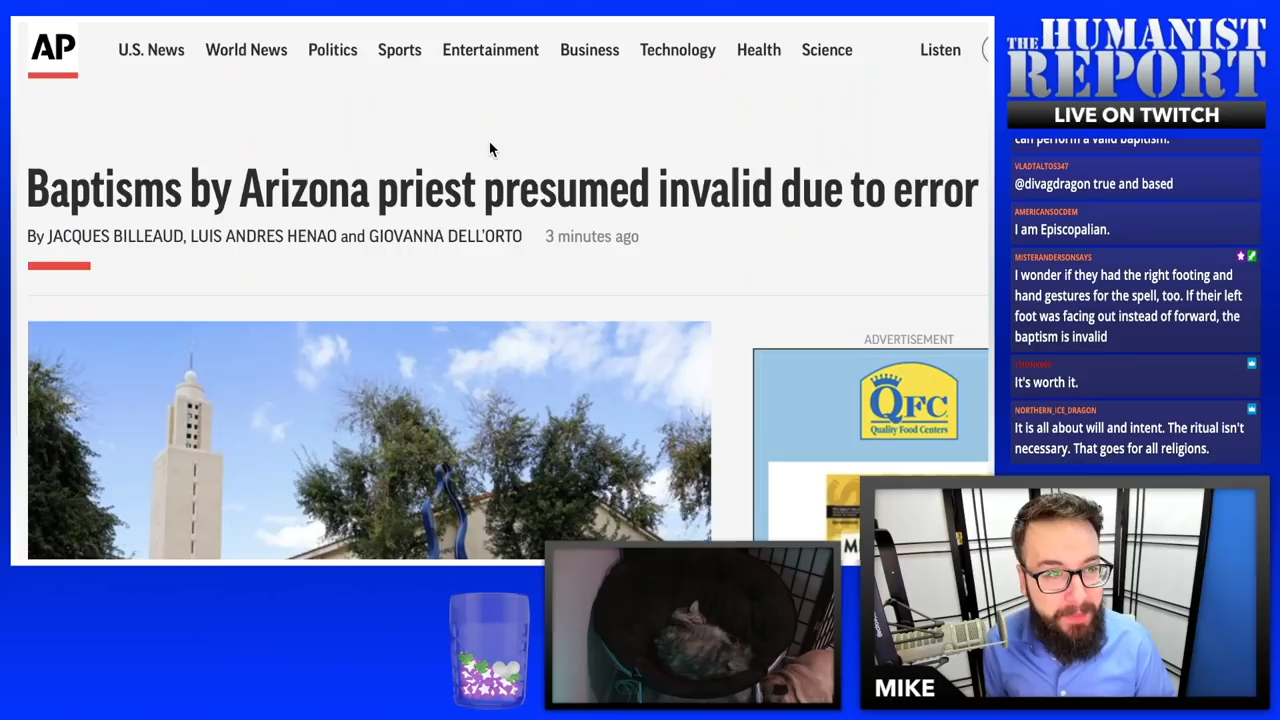 AP
U.S. News World News Politics Sports Entertainment Business Technology Health Science Listen
Baptisms by Arizona priest presumed invalid due to error
By JACQUES BILLEAUD, LUIS ANDRES HENAO and GIOVANNA DELL'ORTO 3 minutes ago
ADVERTISEMENT
QFC
Quality Food Centers
THE HUMANIST
REPORT
LIVE ON TWITCH
can perform a valid baptism.
VLADTALTOS347
@divagdragon true and based
AMERICANSOCDEM
I am Episcopalian.
MISTERANDERSONSAYS
I wonder if they had the right footing and
hand gestures for the spell, too. If their left
foot was facing out instead of forward, the
baptism is invalid
It's worth it.
NORTHERN_ICE_DRAGON
It is all about will and intent. The ritual isn't
necessary. That goes for all religions.
MIKE